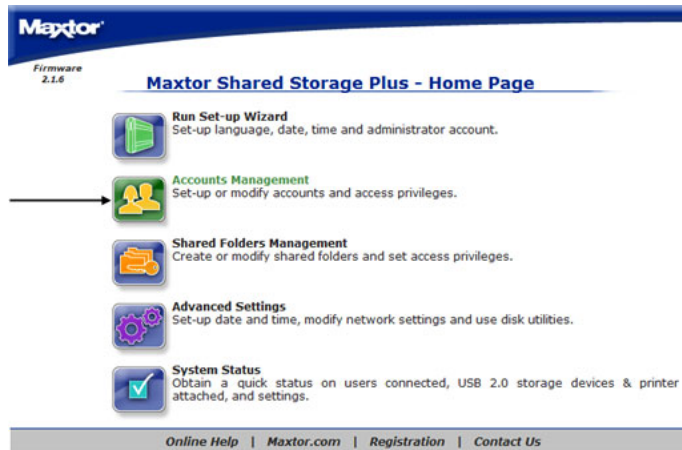 Maxtor
Firmware
2.1.6
Maxtor Shared Storage Plus - Home Page
Run Set-up Wizard
Set-up language, date, time and administrator account.
Accounts Management
Set-up or modify accounts and access privileges.
Shared Folders Management
Create or modify shared folders and set access privileges.
Advanced Settings
Set-up date and time, modify network settings and use disk utilities.
System Status
Obtain a quick status on users connected, USB 2.0 storage devices & printer
attached, and settings.
Online Help | Maxtor.com | Registration | Contact Us